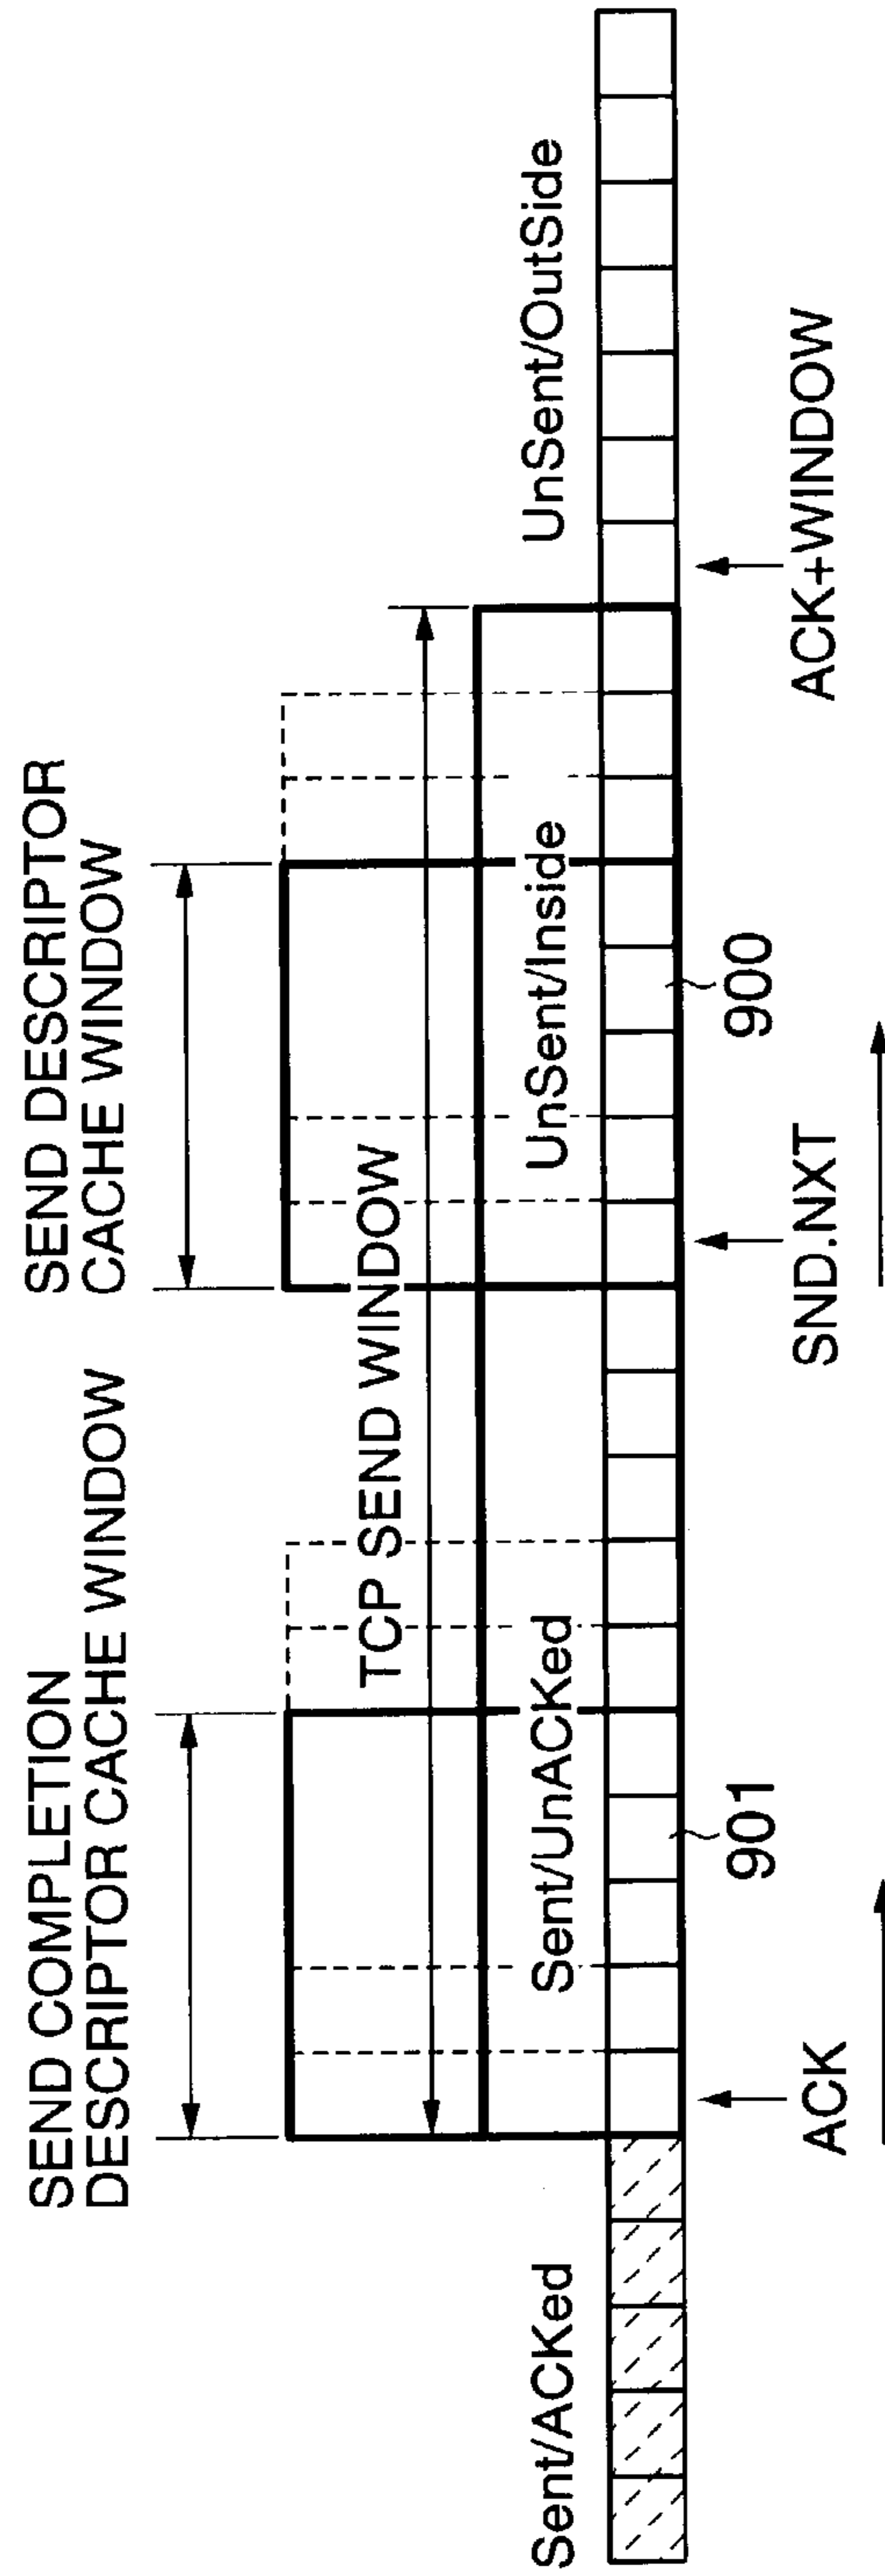 SEND COMPLETION
DESCRIPTOR CACHE WINDOW
SEND DESCRIPTOR
CACHE WINDOW
TCP SEND WINDOW
Sent/ACKed
Sent/UnACKed
UnSent/Inside
UnSent/OutSide
901
900
ACK
SND.NXT
ACK+WINDOW